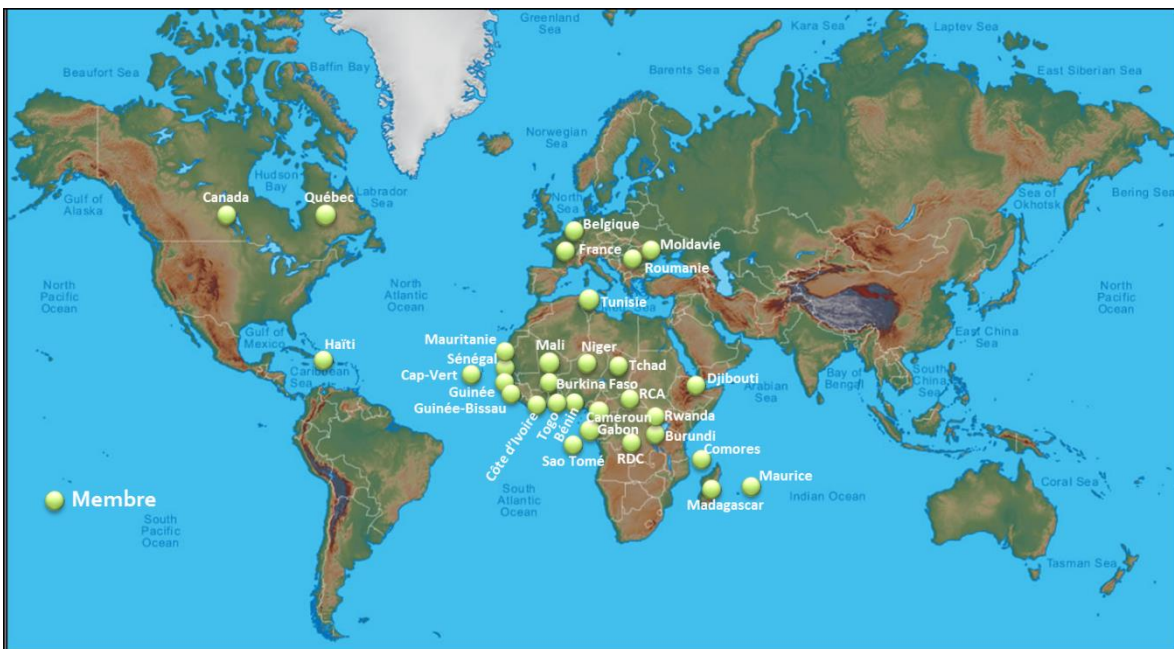 Greenland
Sea
Kara Sea
Laptev Sea
Beaufort Sea
Baffin Bay
Barents Sea
East Siberian Sea
Norwegian
Sea
Hudson
Bay
Labrador
Sea
Gulf of
Alaska
North
Sea
Sea of
Okhotsk
Bering Sea
Canada
Québec
Belgique
France
Moldavie
Roumanie
North
Pacific
Ocean
North
Atlantic
Ocean
North
Pacific
Ocean
Tunisie
Sea
Gulf of
Mexico
East China
Sea
Haïti
Caribbean
Sea
Mauritanie
Sénégal
Cap-Vert
Guinée
Guinée-Bissau
Mali
Niger
Tchad
Burkina Faso
RCA
Djibouti
Arabian
Sea
Bay of
Bengal
South
China
Sea
Côte d'Ivoire
Togo
Bénin
Cameroun
Gabon
Sao Tomé
RDC
Rwanda
Burundi
Comores
Maurice
Madagascar
Indian Ocean
Coral Sea
Membre
South
Pacific
Ocean
South
Atlantic
Ocean
Tasman Sea